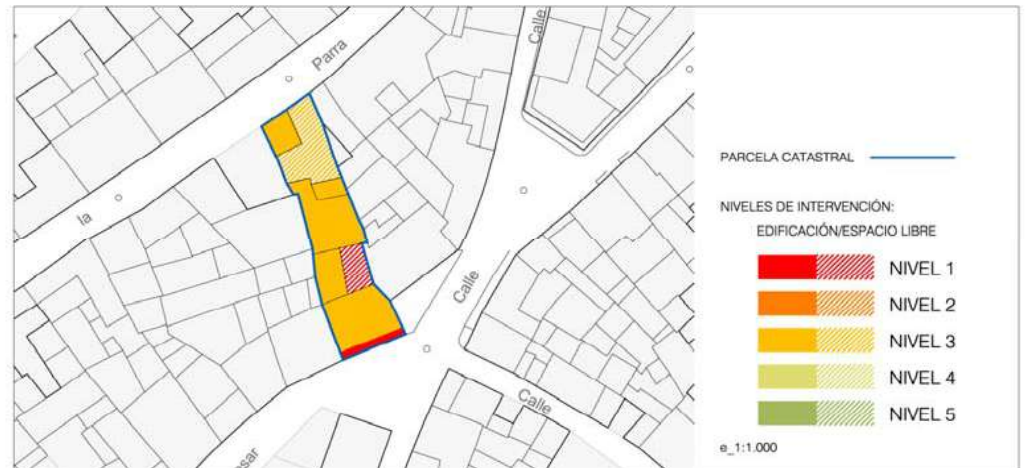 Calle
Parra
la
Calle
Calle
sar
PARCELA CATASTRAL
NIVELES DE INTERVENCIÓN:
EDIFICACIÓN/ESPACIO LIBRE
NIVEL 1
NIVEL 2
NIVEL 3
NIVEL 4
NIVEL 5
e_1:1.000